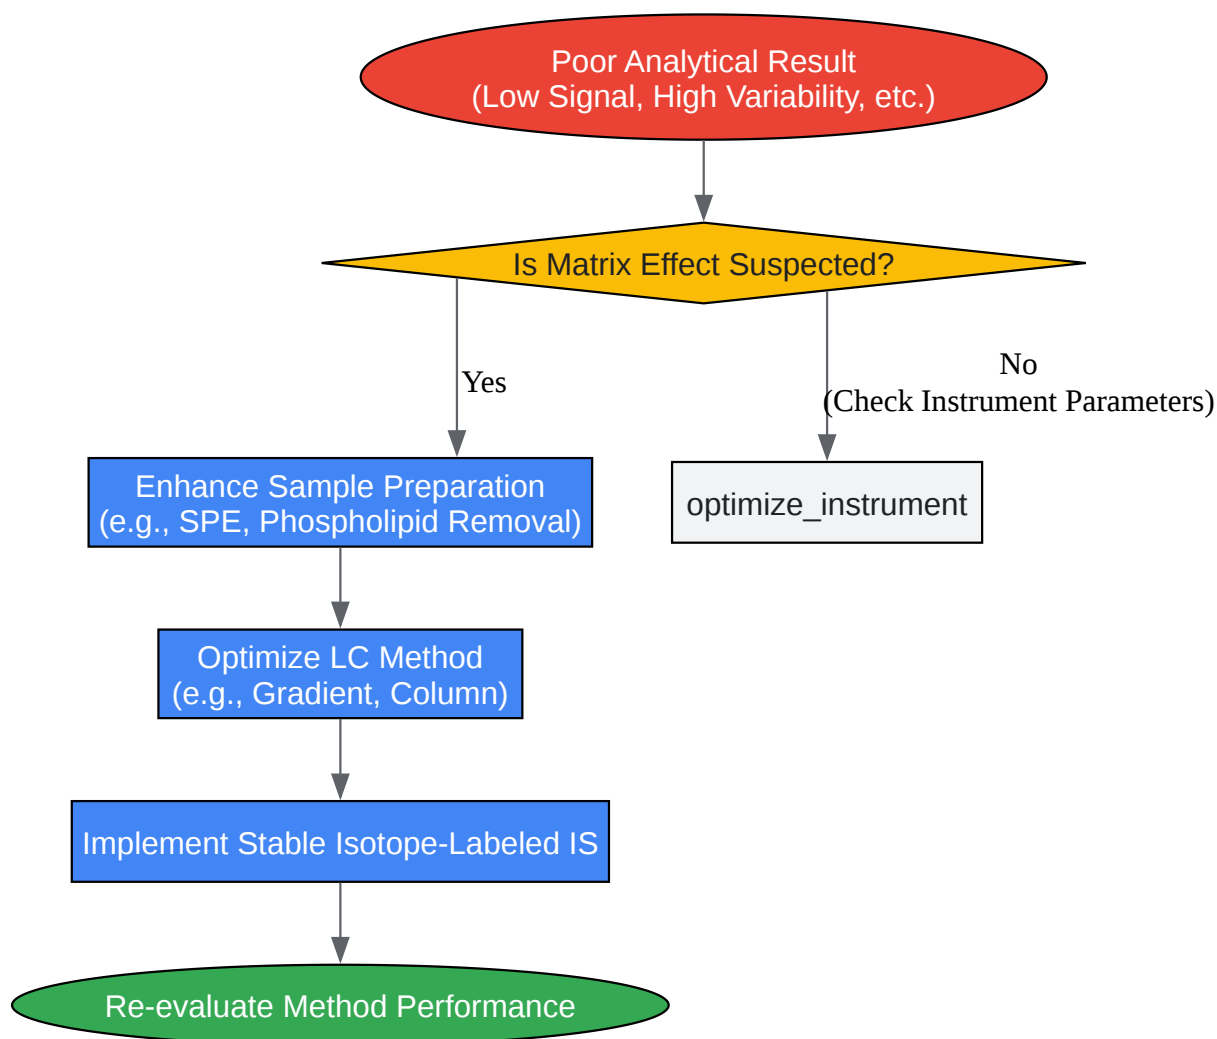 Poor Analytical Result
(Low Signal, High Variability, etc.)
Is Matrix Effect Suspected?
Yes
No
(Check Instrument Parameters)
Enhance Sample Preparation
(e.g., SPE, Phospholipid Removal)
optimize_instrument
Optimize LC Method
(e.g., Gradient, Column)
Implement Stable Isotope-Labeled IS
Re-evaluate Method Performance